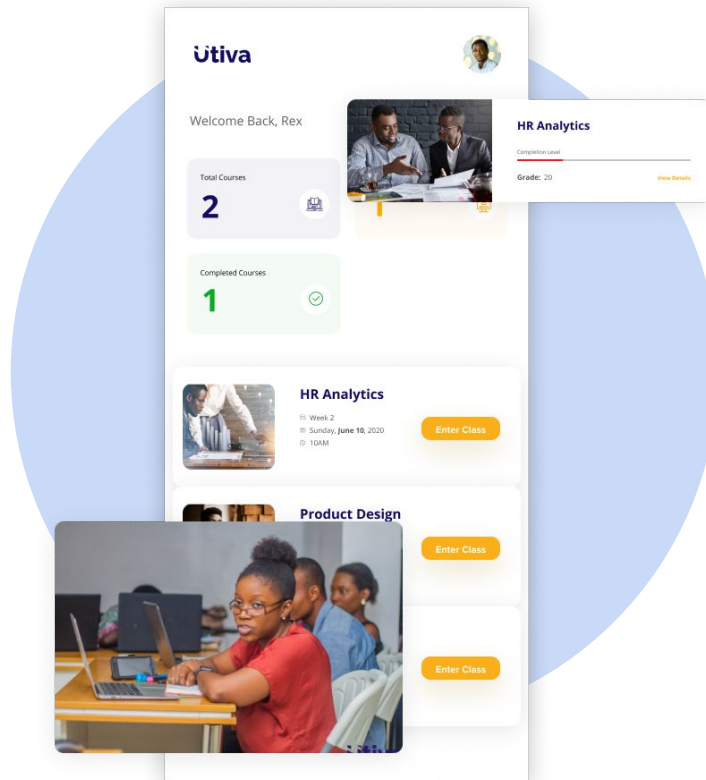 Utiva
Welcome Back, Rex
HR Analytics
Completion Level
Grade: 20
View Details
Total Courses
2
1
Completed Courses
1
HR Analytics
Week 2
Sunday, June 10, 2020
10AM
Enter Class
Product Design
Enter Class
Enter Class
Utiva